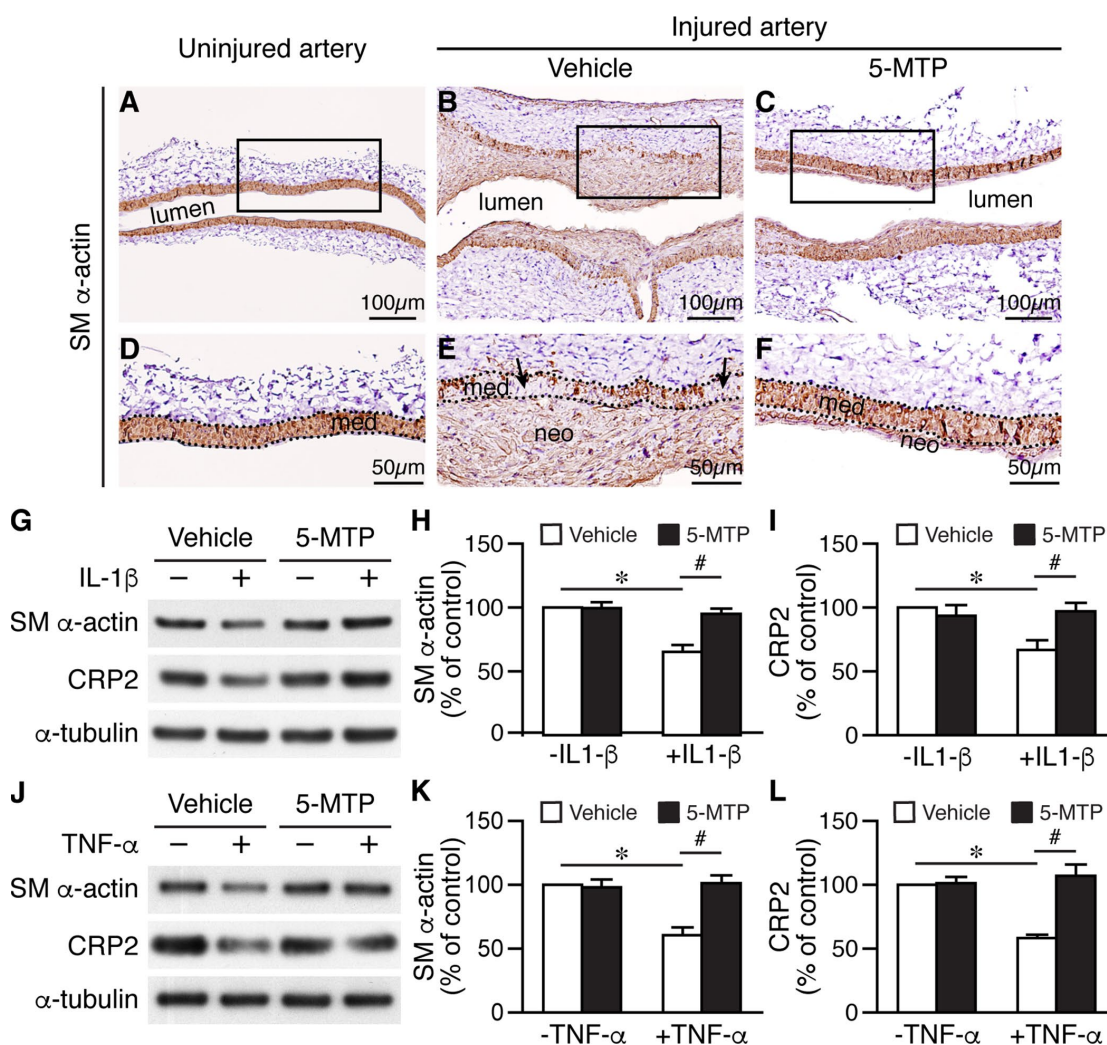 Uninjured artery
Injured artery
Vehicle
5-MTP
SM α-actin
A
lumen
100µm
B
lumen
100µm
C
lumen
100µm
D
med
50µm
E
med
neo
50µm
F
med
neo
50µm
G
Vehicle 5-MTP
IL-1β − + − +
SM α-actin
CRP2
α-tubulin
H
Vehicle 5-MTP
SM α-actin
(% of control)
150
100
50
0
* #
-IL1-β +IL1-β
I
Vehicle 5-MTP
CRP2
(% of control)
150
100
50
0
* #
-IL1-β +IL1-β
J
Vehicle 5-MTP
TNF-α − + − +
SM α-actin
CRP2
α-tubulin
K
Vehicle 5-MTP
SM α-actin
(% of control)
150
100
50
0
* #
-TNF-α +TNF-α
L
Vehicle 5-MTP
CRP2
(% of control)
150
100
50
0
* #
-TNF-α +TNF-α